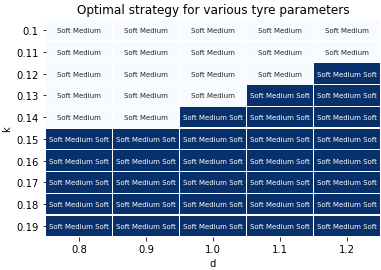 Optimal strategy for various tyre parameters
0.1 Soft Medium Soft Medium Soft Medium Soft Medium Soft Medium
0.11 Soft Medium Soft Medium Soft Medium Soft Medium Soft Medium
0.12 Soft Medium Soft Medium Soft Medium Soft Medium Soft Medium Soft
0.13 Soft Medium Soft Medium Soft Medium Soft Medium Soft Soft Medium Soft
0.14 Soft Medium Soft Medium Soft Medium Soft Soft Medium Soft Soft Medium Soft
k
0.15 Soft Medium Soft Soft Medium Soft Soft Medium Soft Soft Medium Soft Soft Medium Soft
0.16 Soft Medium Soft Soft Medium Soft Soft Medium Soft Soft Medium Soft Soft Medium Soft
0.17 Soft Medium Soft Soft Medium Soft Soft Medium Soft Soft Medium Soft Soft Medium Soft
0.18 Soft Medium Soft Soft Medium Soft Soft Medium Soft Soft Medium Soft Soft Medium Soft
0.19 Soft Medium Soft Soft Medium Soft Soft Medium Soft Soft Medium Soft Soft Medium Soft
0.8 0.9 1.0 1.1 1.2
d